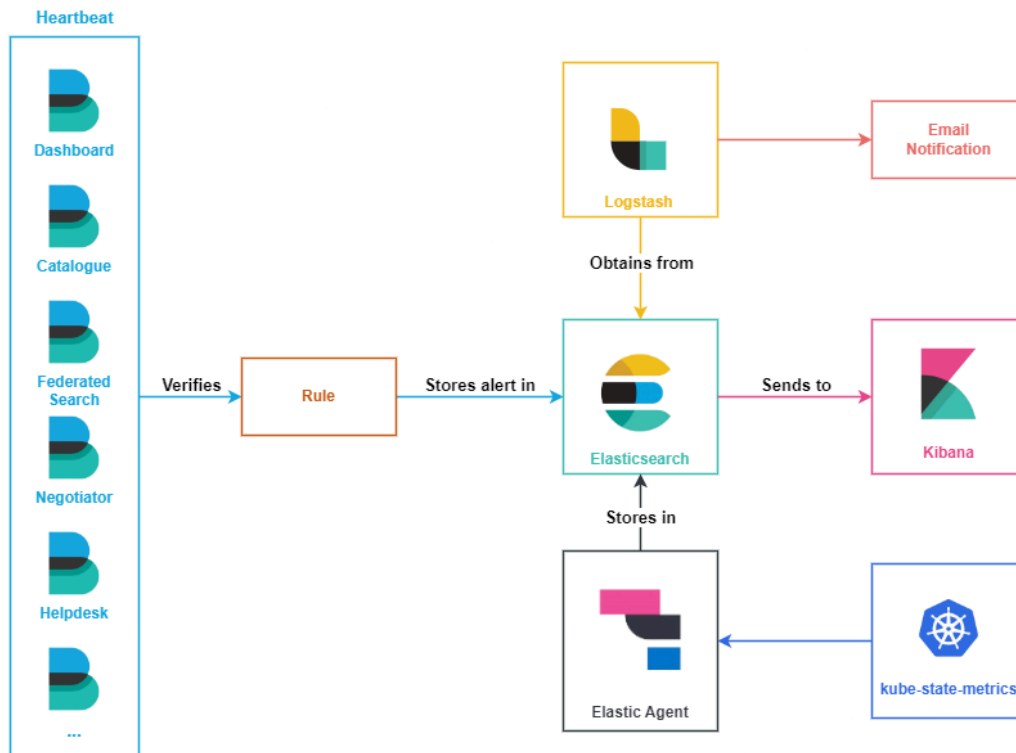 Heartbeat
Dashboard
Catalogue
Federated
Search
Negotiator
Helpdesk
...
Verifies
Rule
Stores alert in
Logstash
Email
Notification
Obtains from
Elasticsearch
Sends to
Kibana
Stores in
Elastic Agent
kube-state-metrics